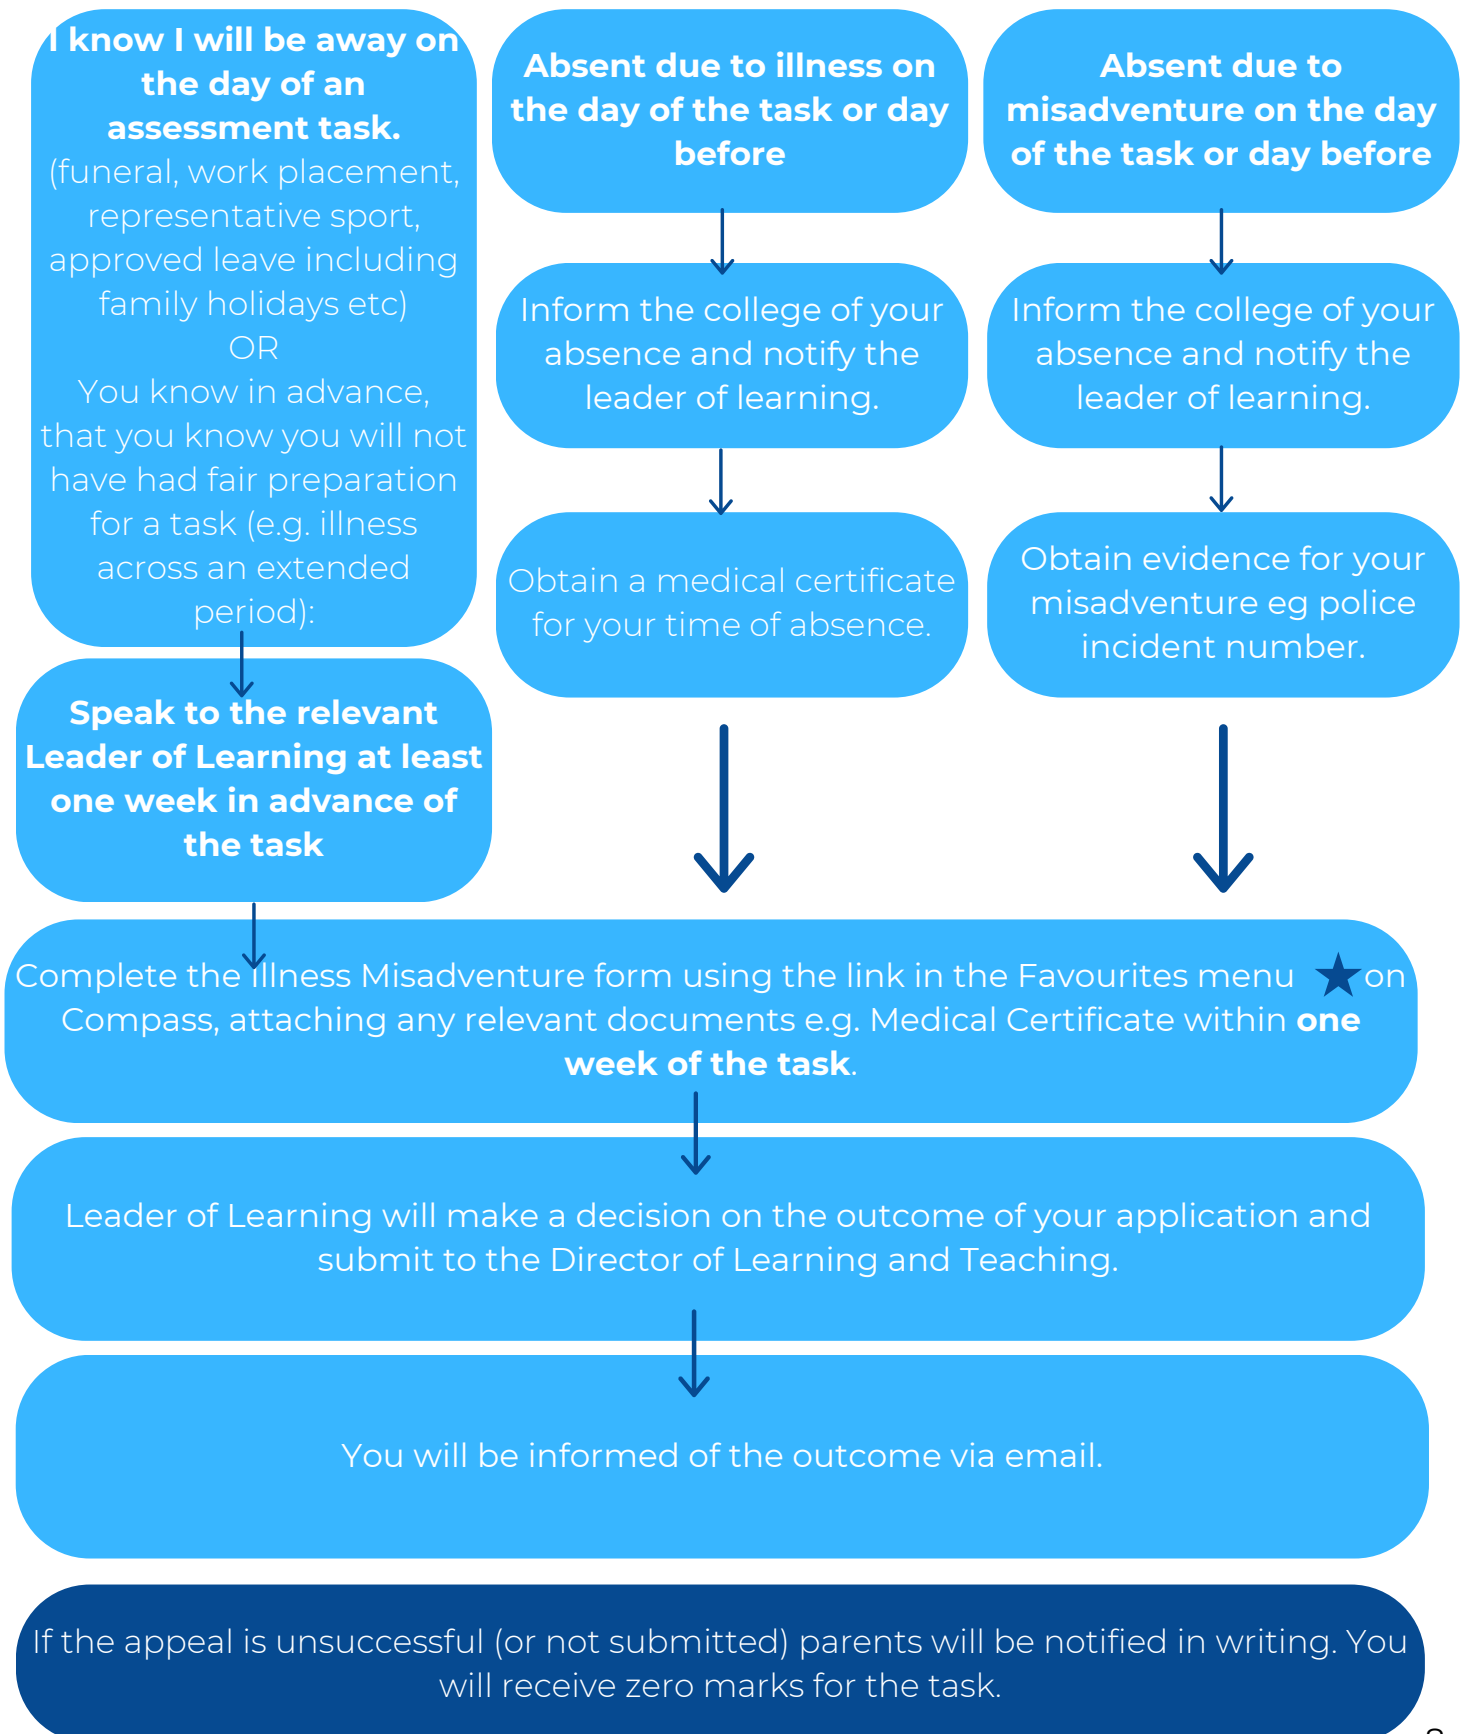 I know I will be away on
the day of an
assessment task.
(funeral, work placement,
representative sport,
approved leave including
family holidays etc)
OR
You know in advance,
that you know you will not
have had fair preparation
for a task (e.g. illness
across an extended
period):
Speak to the relevant
Leader of Learning at least
one week in advance of
the task
Absent due to illness on
the day of the task or day
before
Inform the college of your
absence and notify the
leader of learning.
Obtain a medical certificate
for your time of absence.
Absent due to
misadventure on the day
of the task or day before
Inform the college of your
absence and notify the
leader of learning.
Obtain evidence for your
misadventure eg police
incident number.
Complete the Illness Misadventure form using the link in the Favourites menu ★ on
Compass, attaching any relevant documents e.g. Medical Certificate within one
week of the task.
Leader of Learning will make a decision on the outcome of your application and
submit to the Director of Learning and Teaching.
You will be informed of the outcome via email.
If the appeal is unsuccessful (or not submitted) parents will be notified in writing. You
will receive zero marks for the task.